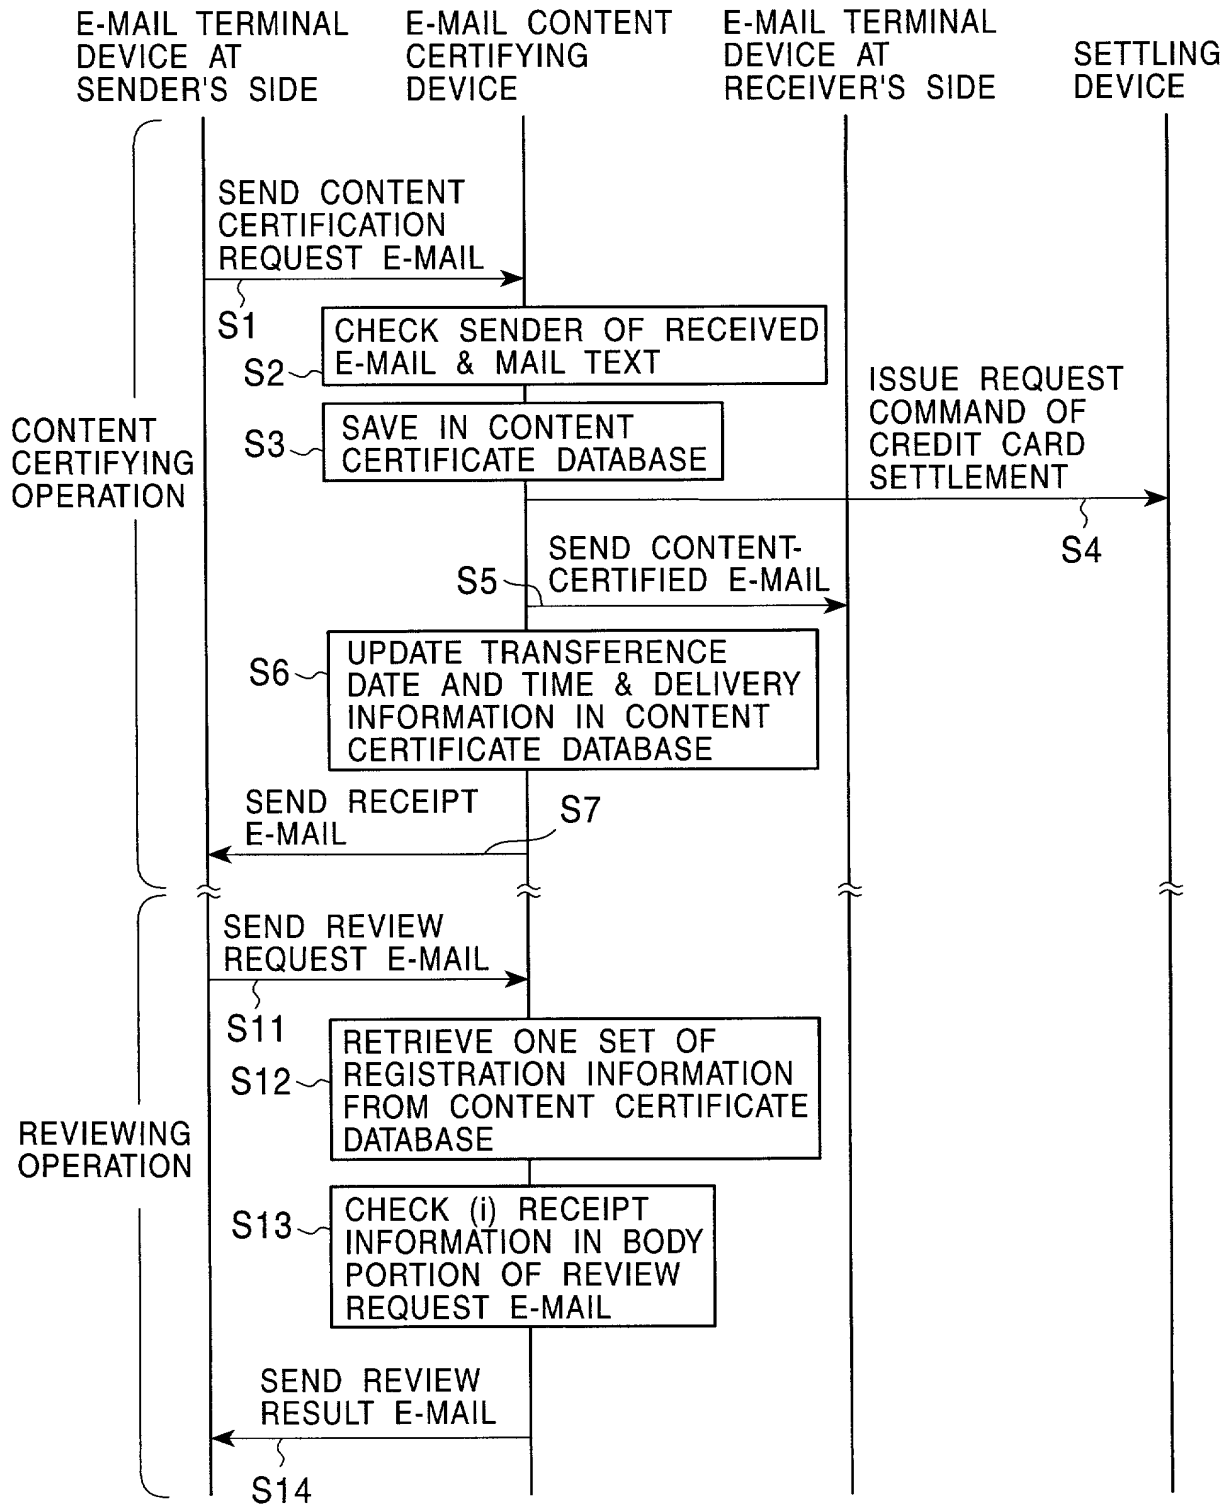 E-MAIL TERMINAL
DEVICE AT
SENDER'S SIDE
E-MAIL CONTENT
CERTIFYING
DEVICE
E-MAIL TERMINAL
DEVICE AT
RECEIVER'S SIDE
SETTLING
DEVICE
CONTENT
CERTIFYING
OPERATION
SEND CONTENT
CERTIFICATION
REQUEST E-MAIL
S1
CHECK SENDER OF RECEIVED
E-MAIL & MAIL TEXT
S2
SAVE IN CONTENT
CERTIFICATE DATABASE
S3
ISSUE REQUEST
COMMAND OF
CREDIT CARD
SETTLEMENT
S4
SEND CONTENT-
CERTIFIED E-MAIL
S5
UPDATE TRANSFERENCE
DATE AND TIME & DELIVERY
INFORMATION IN CONTENT
CERTIFICATE DATABASE
S6
SEND RECEIPT
E-MAIL
S7
REVIEWING
OPERATION
SEND REVIEW
REQUEST E-MAIL
S11
RETRIEVE ONE SET OF
REGISTRATION INFORMATION
FROM CONTENT CERTIFICATE
DATABASE
S12
CHECK (i) RECEIPT
INFORMATION IN BODY
PORTION OF REVIEW
REQUEST E-MAIL
S13
SEND REVIEW
RESULT E-MAIL
S14